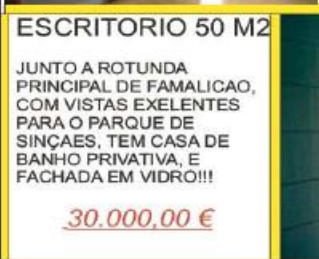 ESCRITORIO 50 M2
JUNTO A ROTUNDA
PRINCIPAL DE FAMALICAO,
COM VISTAS EXELENTES
PARA O PARQUE DE
SINÇAES, TEM CASA DE
BANHO PRIVATIVA, E
FACHADA EM VIDRO!!!
30.000,00 €